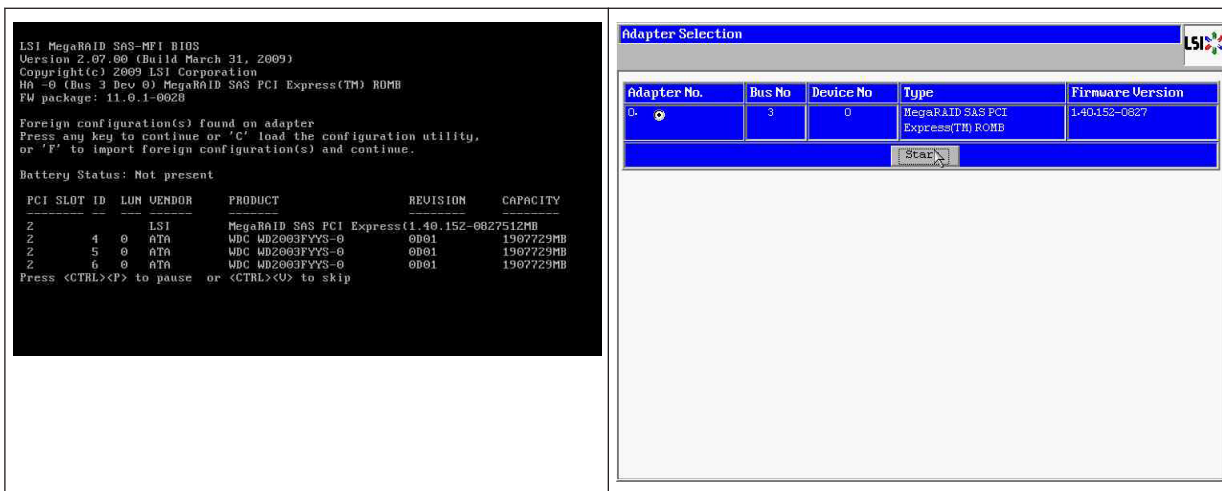 LSI MegaRAID SAS-MFI BIOS
Version 2.07.00 (Build March 31, 2009)
Copyright(c) 2009 LSI Corporation
HA -0 (Bus 3 Dev 0) MegaRAID SAS PCI Express(TM) ROMB
FW package: 11.0.1-0028
Foreign configuration(s) found on adapter
Press any key to continue or 'C' load the configuration utility,
or 'F' to import foreign configuration(s) and continue.
Battery Status: Not present
PCI SLOT ID LUN VENDOR PRODUCT REVISION CAPACITY
-------- -- --- ------ ------- -------- --------
2 LSI MegaRAID SAS PCI Express(1.40.152-0827512MB
2 4 0 ATA WDC WD2003FYYS-0 0D01 1907729MB
2 5 0 ATA WDC WD2003FYYS-0 0D01 1907729MB
2 6 0 ATA WDC WD2003FYYS-0 0D01 1907729MB
Press <CTRL><P> to pause or <CTRL><V> to skip
Adapter Selection
LSI
Adapter No. Bus No Device No Type Firmware Version
0. 3 0 MegaRAID SAS PCI Express(TM) ROMB 1.40.152-0827
Star